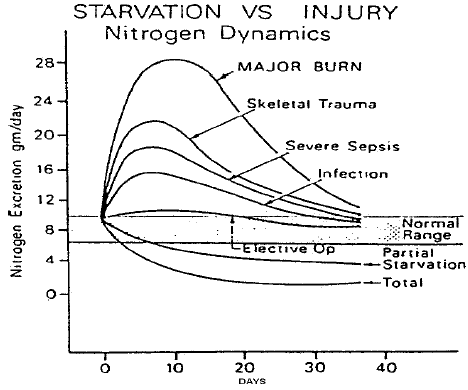 STARVATION VS INJURY
Nitrogen Dynamics
28
24
20
16
12
8
4
0
Nitrogen Excretion gm/day
MAJOR BURN
Skeletal Trauma
Severe Sepsis
Infection
Normal
Range
Elective Op
Partial
Starvation
Total
0 10 20 30 40
DAYS